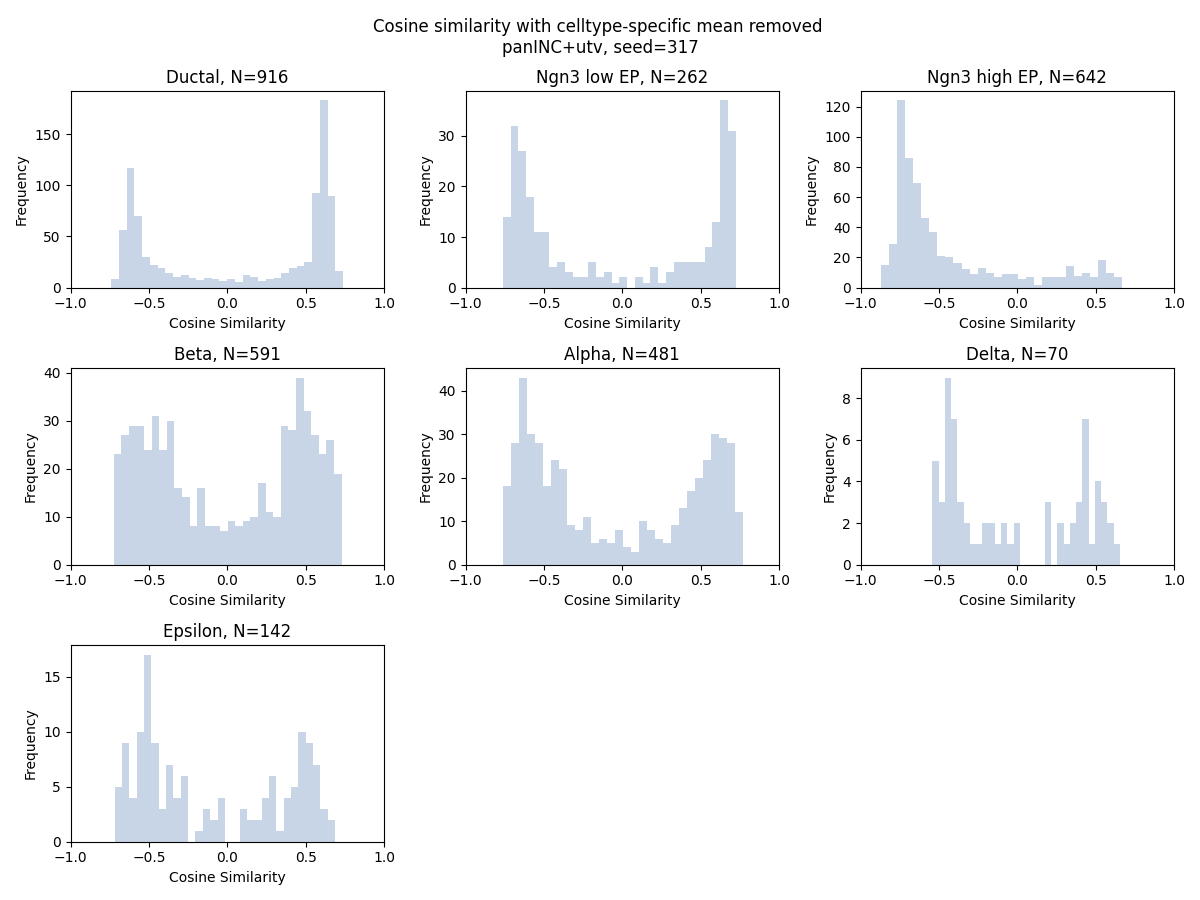 Cosine similarity with celltype-specific mean removed
panINC+utv, seed=317
Ductal, N=916
Frequency
150
100
50
0
−1.0 −0.5 0.0 0.5 1.0
Cosine Similarity
Ngn3 low EP, N=262
Frequency
30
20
10
0
−1.0 −0.5 0.0 0.5 1.0
Cosine Similarity
Ngn3 high EP, N=642
Frequency
120
100
80
60
40
20
0
−1.0 −0.5 0.0 0.5 1.0
Cosine Similarity
Beta, N=591
Frequency
40
30
20
10
0
−1.0 −0.5 0.0 0.5 1.0
Cosine Similarity
Alpha, N=481
Frequency
40
30
20
10
0
−1.0 −0.5 0.0 0.5 1.0
Cosine Similarity
Delta, N=70
Frequency
8
6
4
2
0
−1.0 −0.5 0.0 0.5 1.0
Cosine Similarity
Epsilon, N=142
Frequency
15
10
5
0
−1.0 −0.5 0.0 0.5 1.0
Cosine Similarity